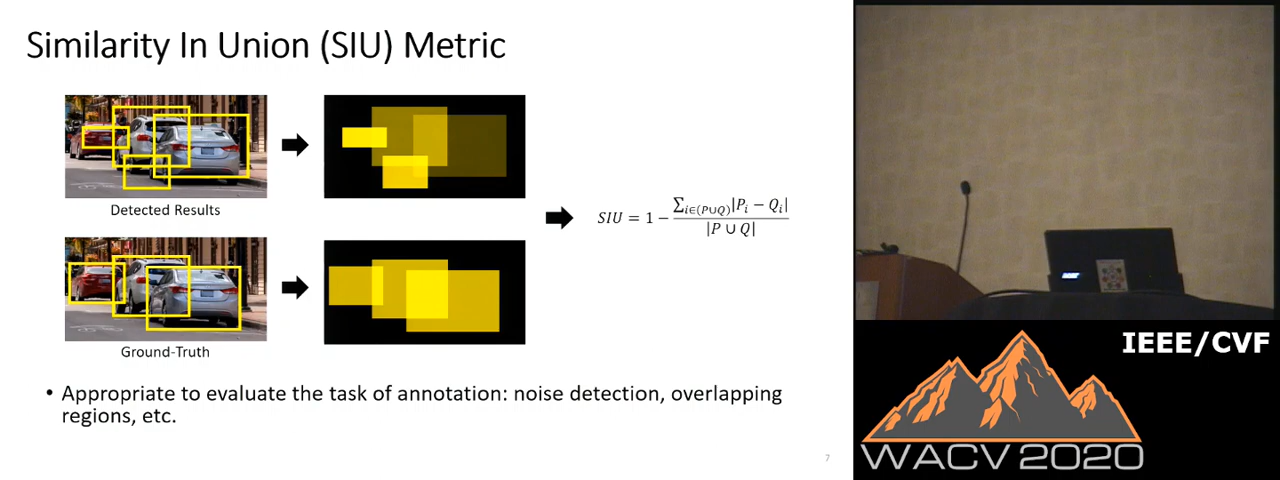 Similarity In Union (SIU) Metric
Detected Results
Ground-Truth
SIU = 1 − ∑i∈(P∪Q)|Pi − Qi| / |P ∪ Q|
• Appropriate to evaluate the task of annotation: noise detection, overlapping
regions, etc.
7
IEEE/CVF
WACV 2020